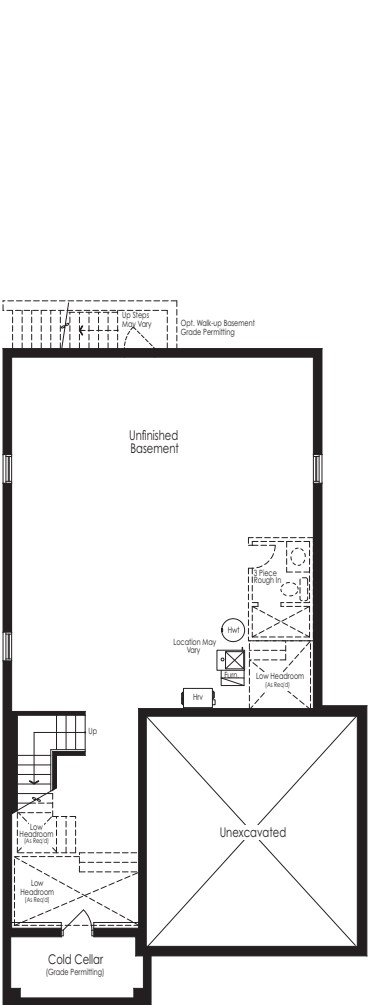 Up Steps
May Vary
Opt. Walk-up Basement
Grade Permitting
Unfinished
Basement
3 Piece
Rough In
Hwt
Location May
Vary
Furn.
Low Headroom
(As Req'd)
Hrv
Up
Low
Headroom
(As Req'd)
Unexcavated
Low
Headroom
(As Req'd)
Cold Cellar
(Grade Permitting)